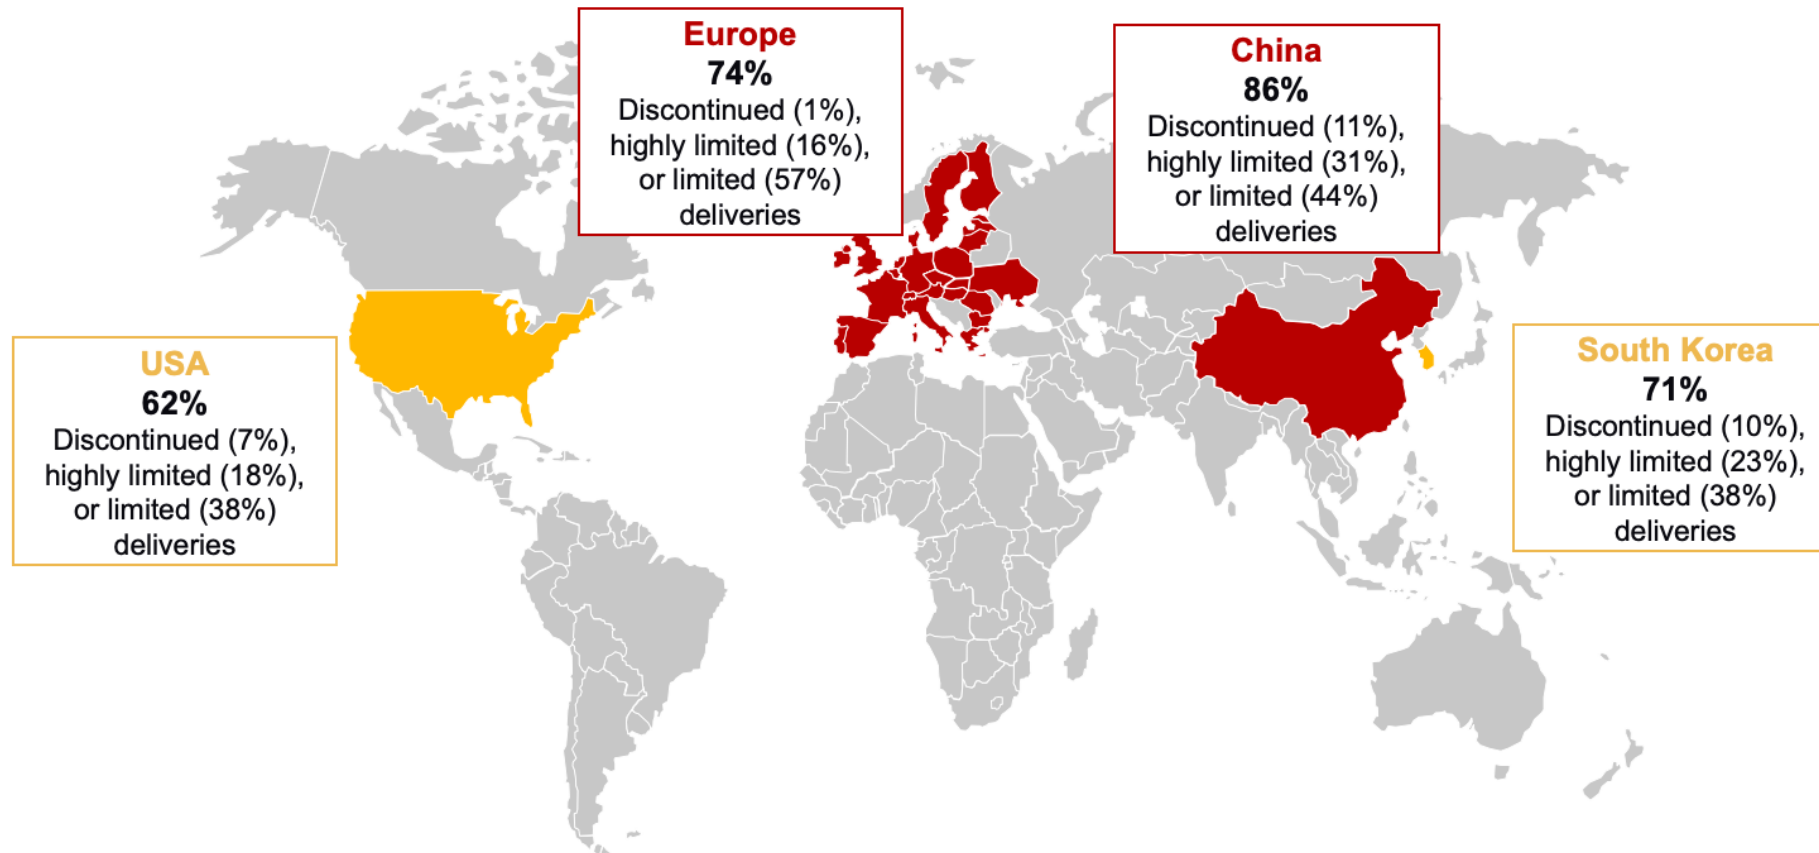 Europe
74%
Discontinued (1%),
highly limited (16%),
or limited (57%)
deliveries
China
86%
Discontinued (11%),
highly limited (31%),
or limited (44%)
deliveries
USA
62%
Discontinued (7%),
highly limited (18%),
or limited (38%)
deliveries
South Korea
71%
Discontinued (10%),
highly limited (23%),
or limited (38%)
deliveries